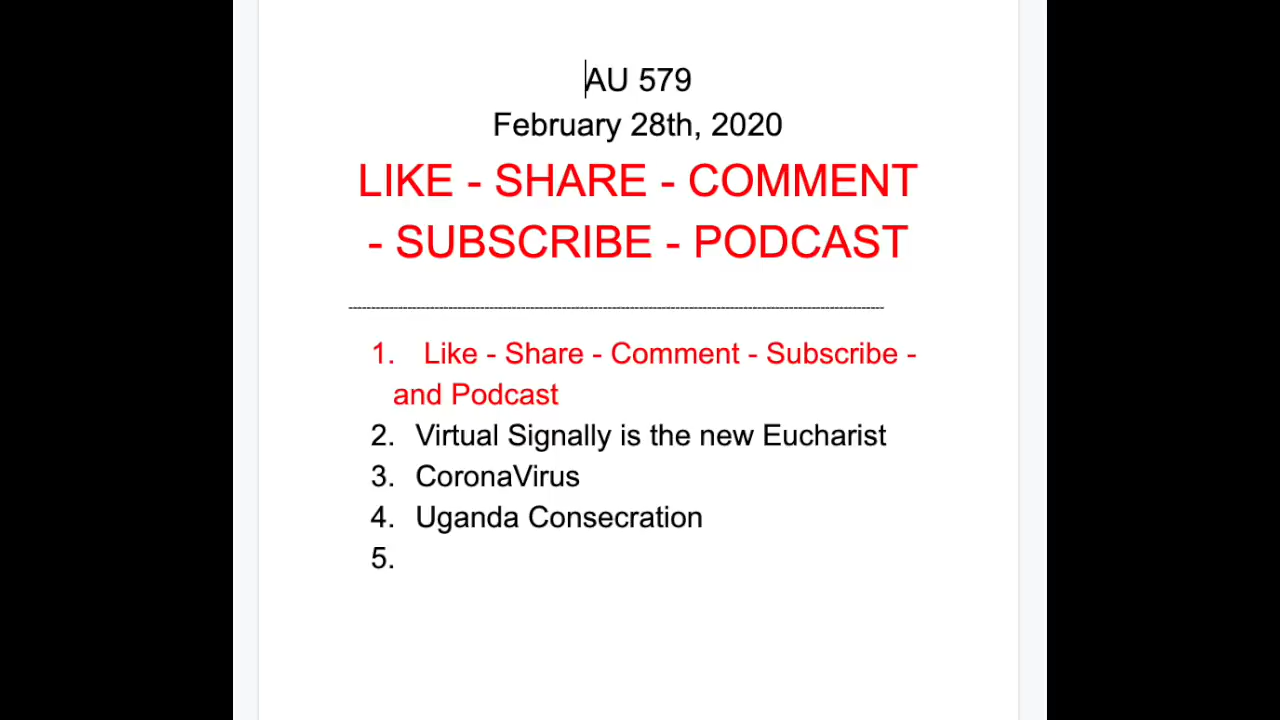 AU 579
February 28th, 2020
LIKE - SHARE - COMMENT
- SUBSCRIBE - PODCAST
1. Like - Share - Comment - Subscribe -
and Podcast
2. Virtual Signally is the new Eucharist
3. CoronaVirus
4. Uganda Consecration
5.